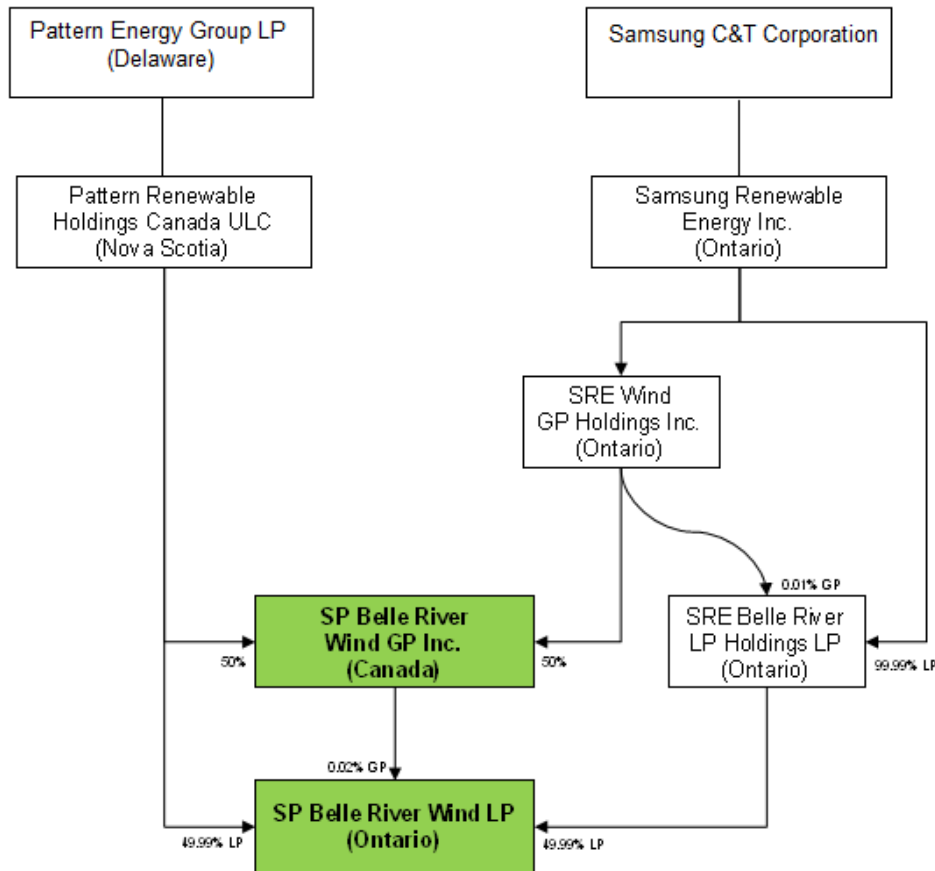 Pattern Energy Group LP
(Delaware)
Samsung C&T Corporation
Pattern Renewable
Holdings Canada ULC
(Nova Scotia)
Samsung Renewable
Energy Inc.
(Ontario)
SRE Wind
GP Holdings Inc.
(Ontario)
0.01% GP
SP Belle River
Wind GP Inc.
(Canada)
50%
50%
SRE Belle River
LP Holdings LP
(Ontario)
99.99% LP
0.02% GP
SP Belle River Wind LP
(Ontario)
49.99% LP
49.99% LP